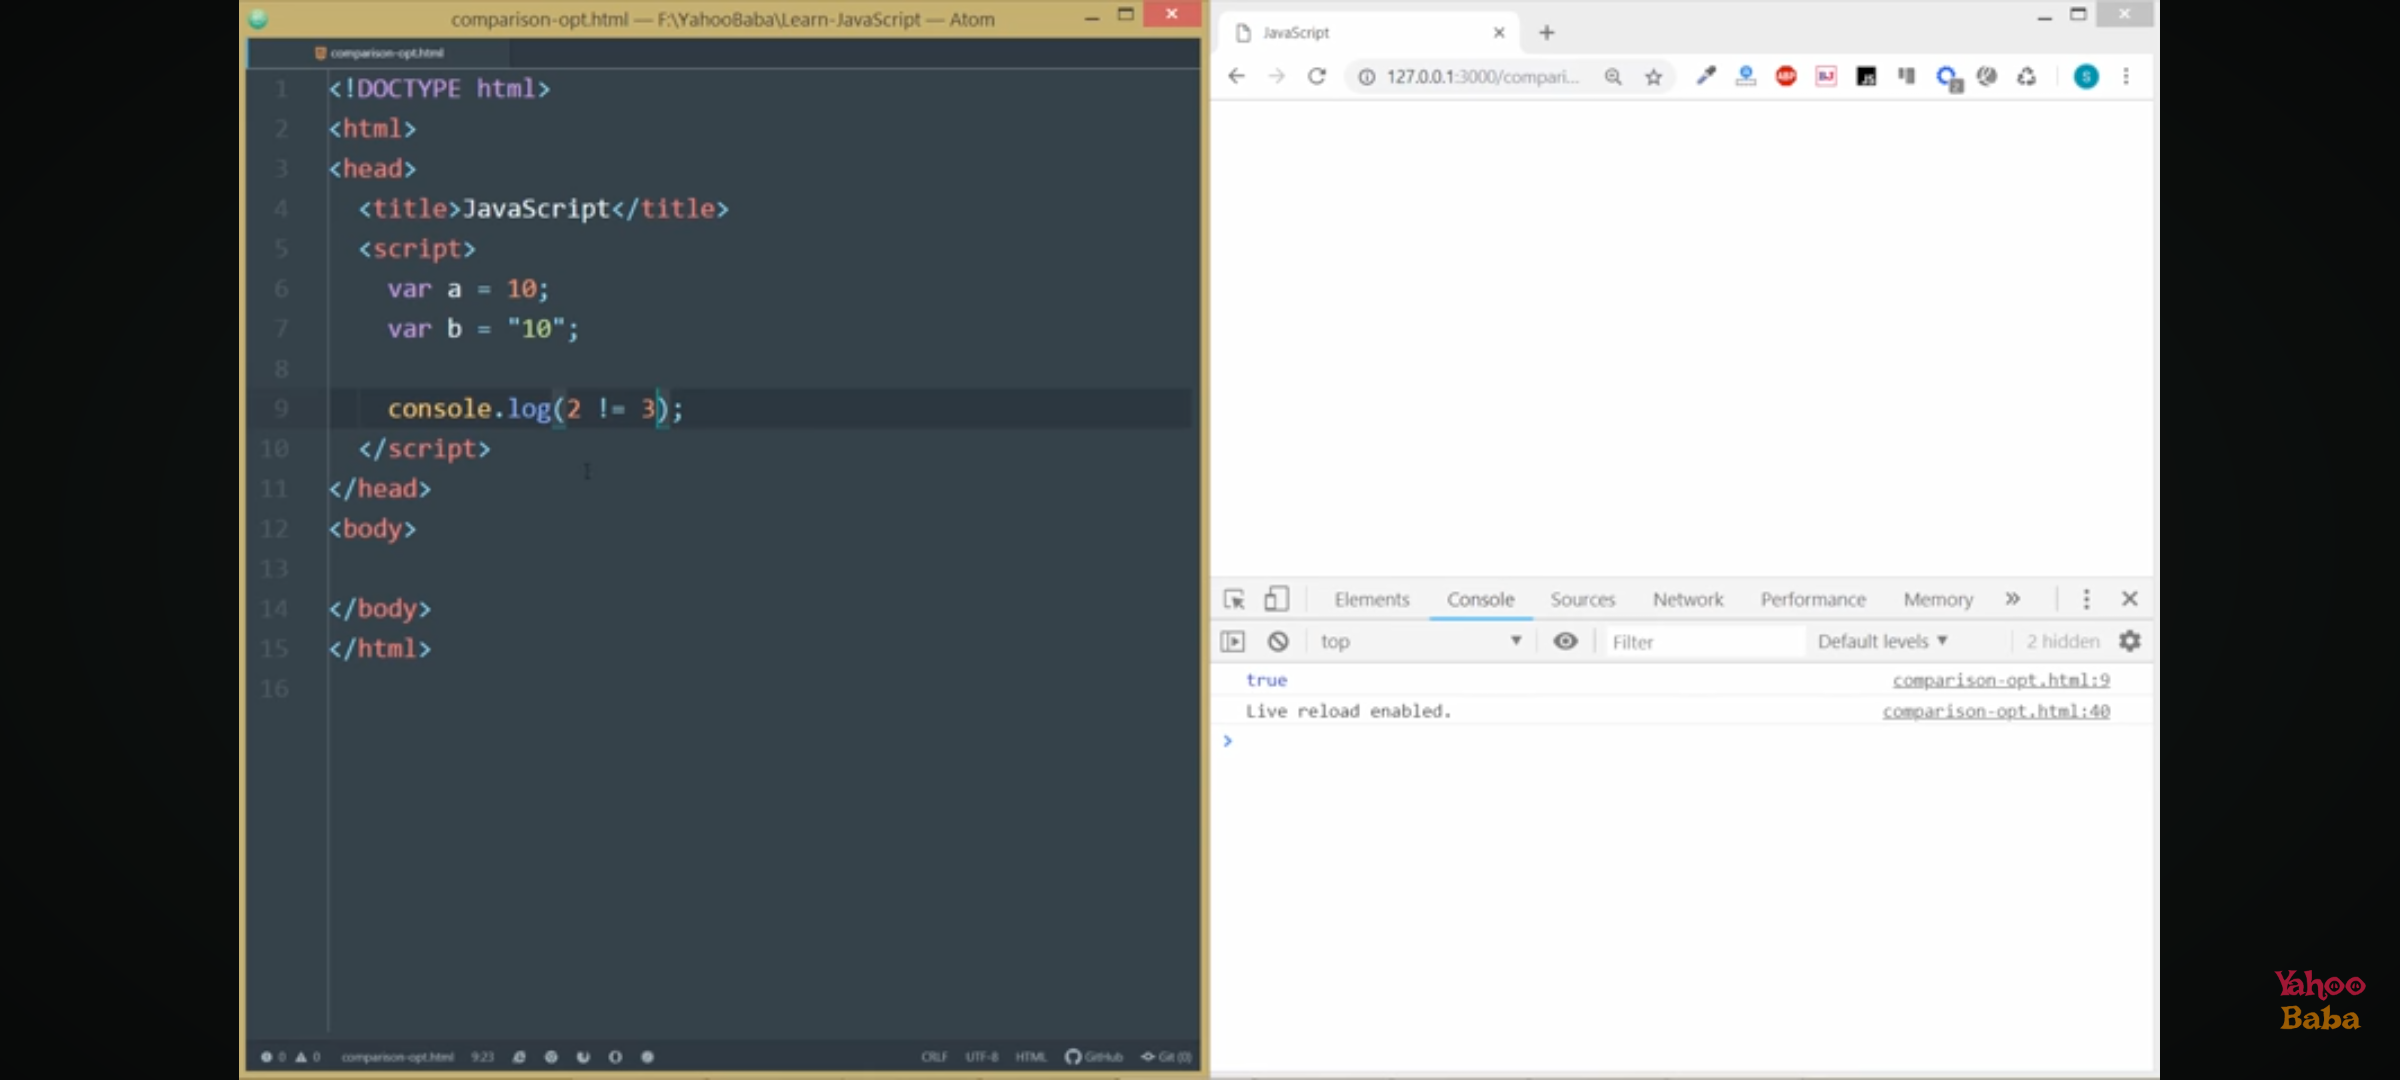 comparison-opt.html — F:\YahooBaba\Learn-JavaScript — Atom
comparison-opt.html
1 <!DOCTYPE html>
2 <html>
3 <head>
4 <title>JavaScript</title>
5 <script>
6 var a = 10;
7 var b = "10";
8
9 console.log(2 != 3);
10 </script>
11 </head>
12 <body>
13
14 </body>
15 </html>
16
0 0 comparison-opt.html 9:23 CRLF UTF-8 HTML GitHub Git (0)
JavaScript
127.0.0.1:3000/compari...
ABP
S
Elements Console Sources Network Performance Memory
top Filter Default levels 2 hidden
true comparison-opt.html:9
Live reload enabled. comparison-opt.html:40
Yahoo
Baba